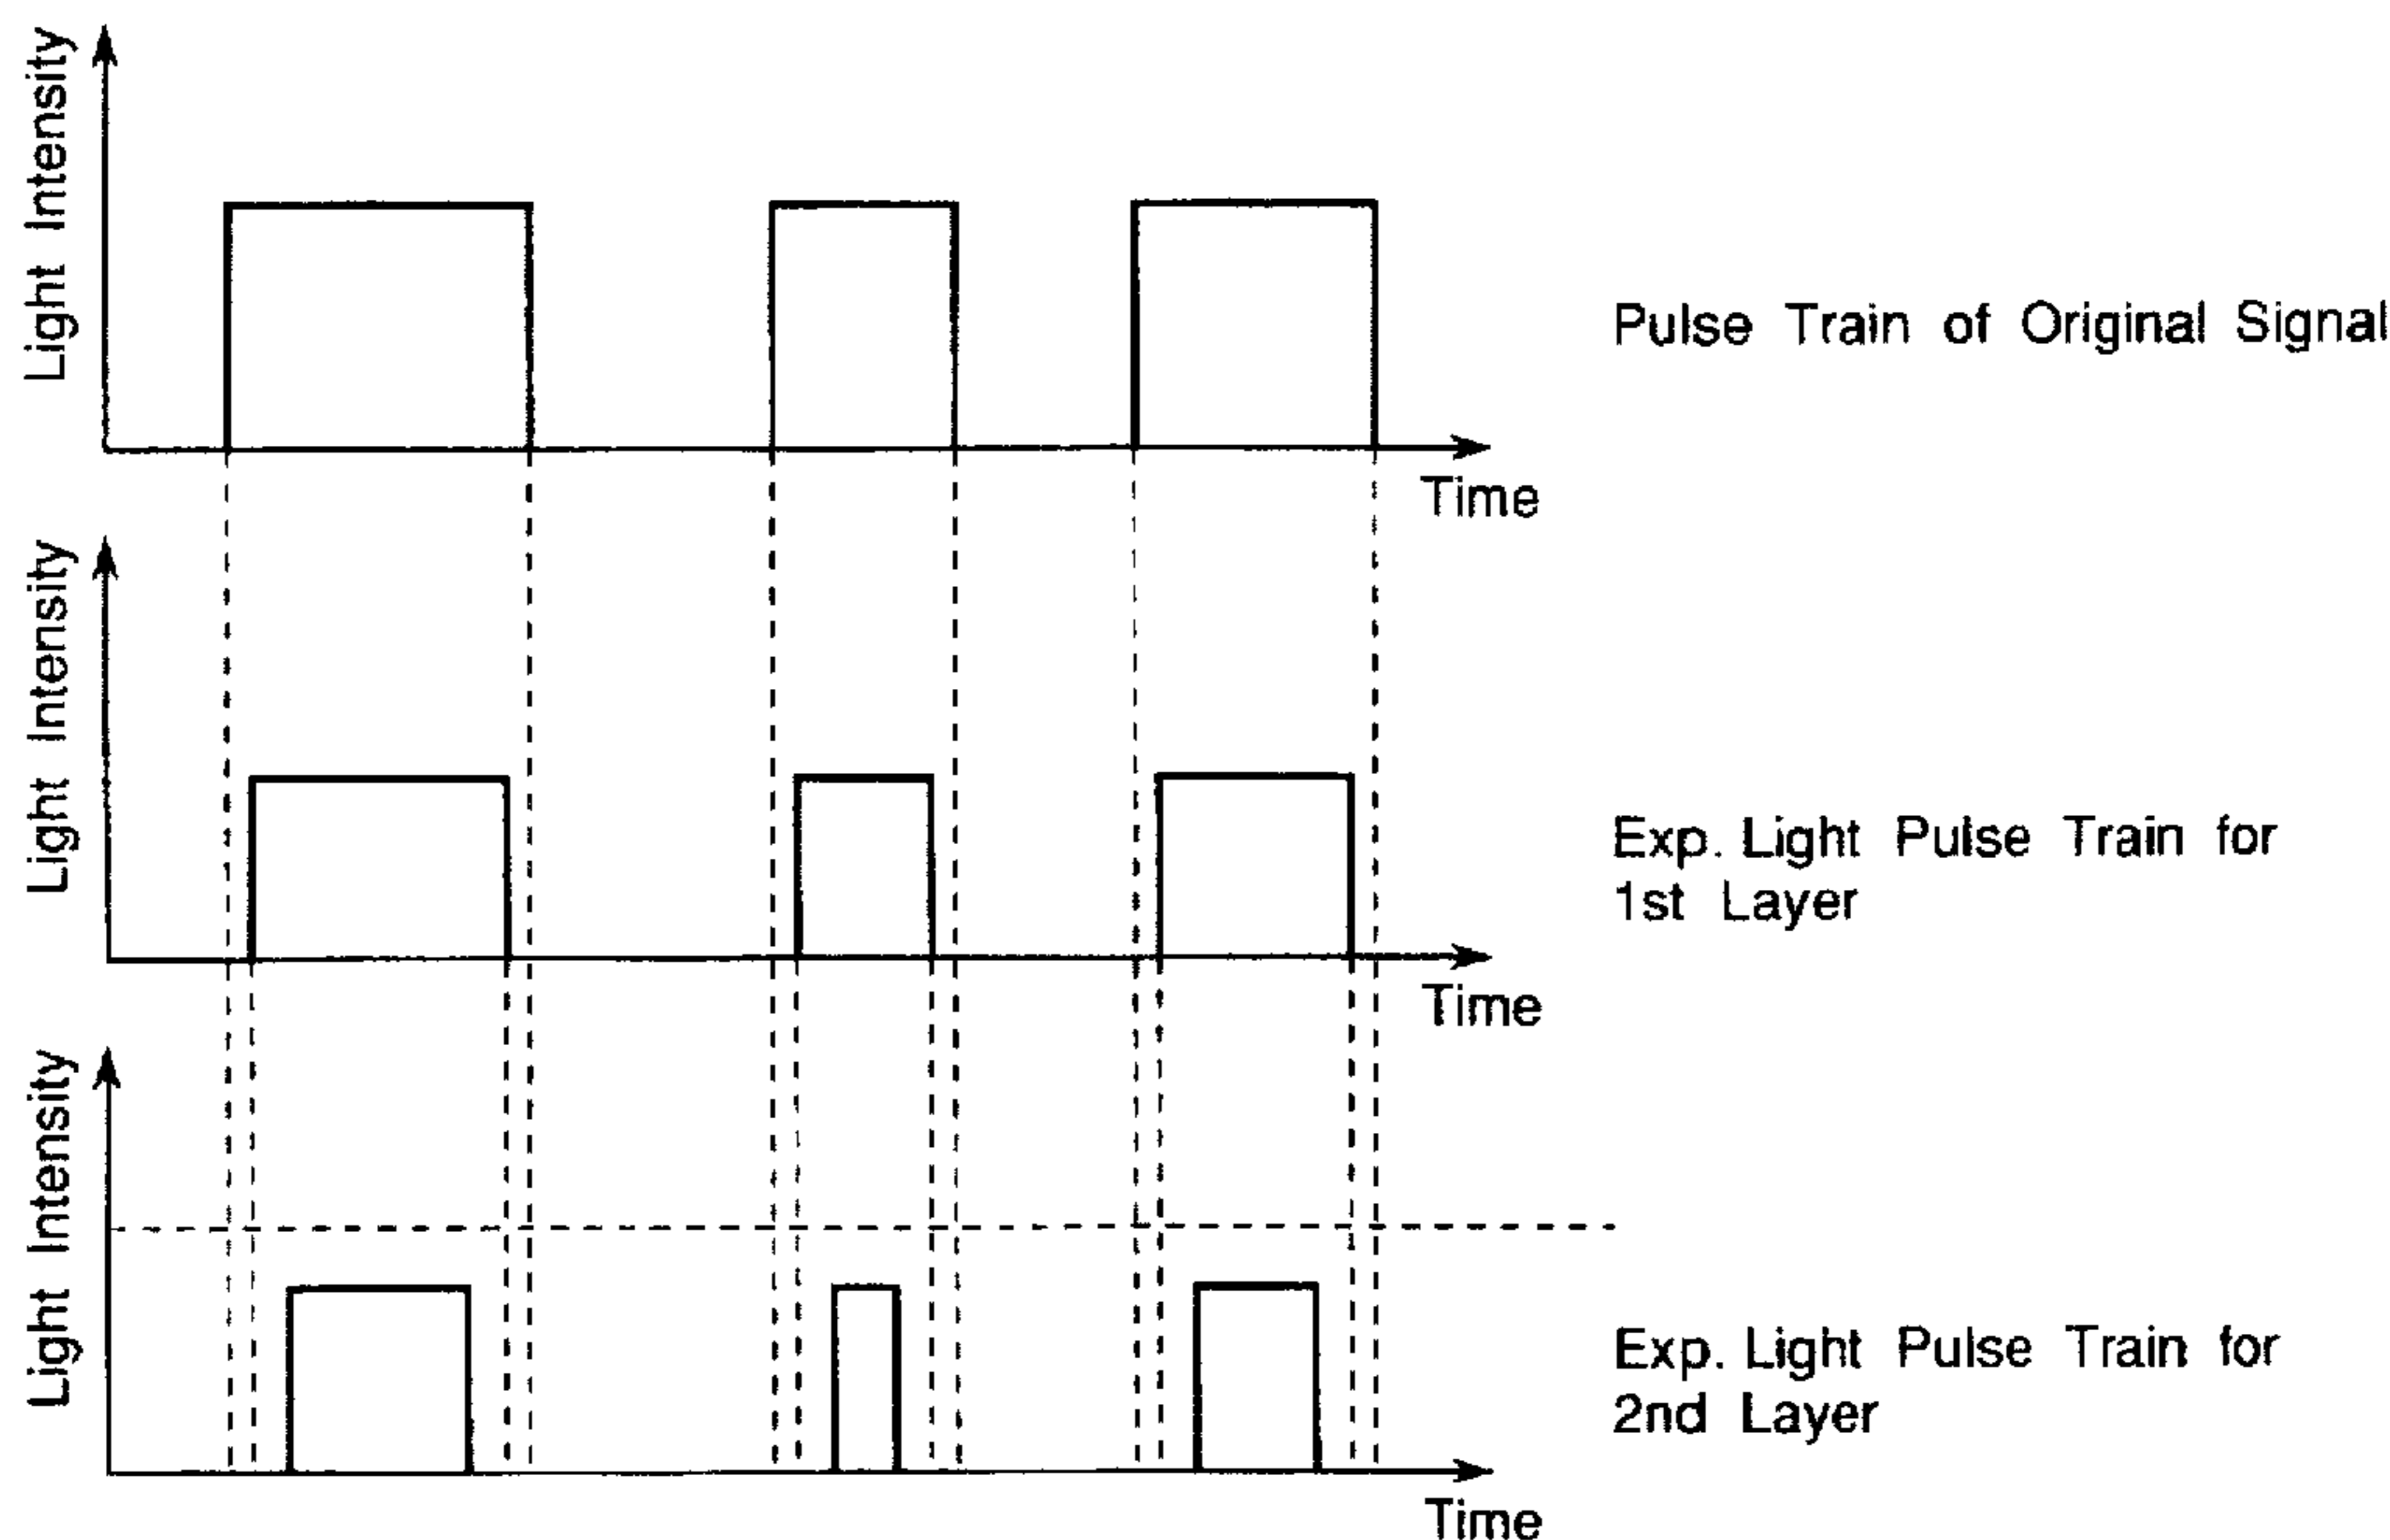 Light Intensity
Pulse Train of Original Signal
Time
Light Intensity
Exp. Light Pulse Train for
1st Layer
Time
Light Intensity
Exp. Light Pulse Train for
2nd Layer
Time